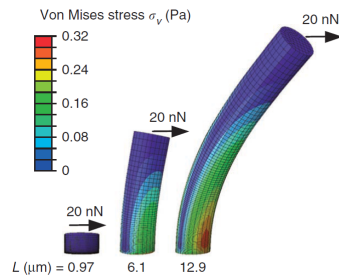 Von Mises stress σᵥ (Pa)
20 nN
0.32
0.24
0.16
20 nN
0.08
0
20 nN
L (μm) = 0.97 6.1 12.9